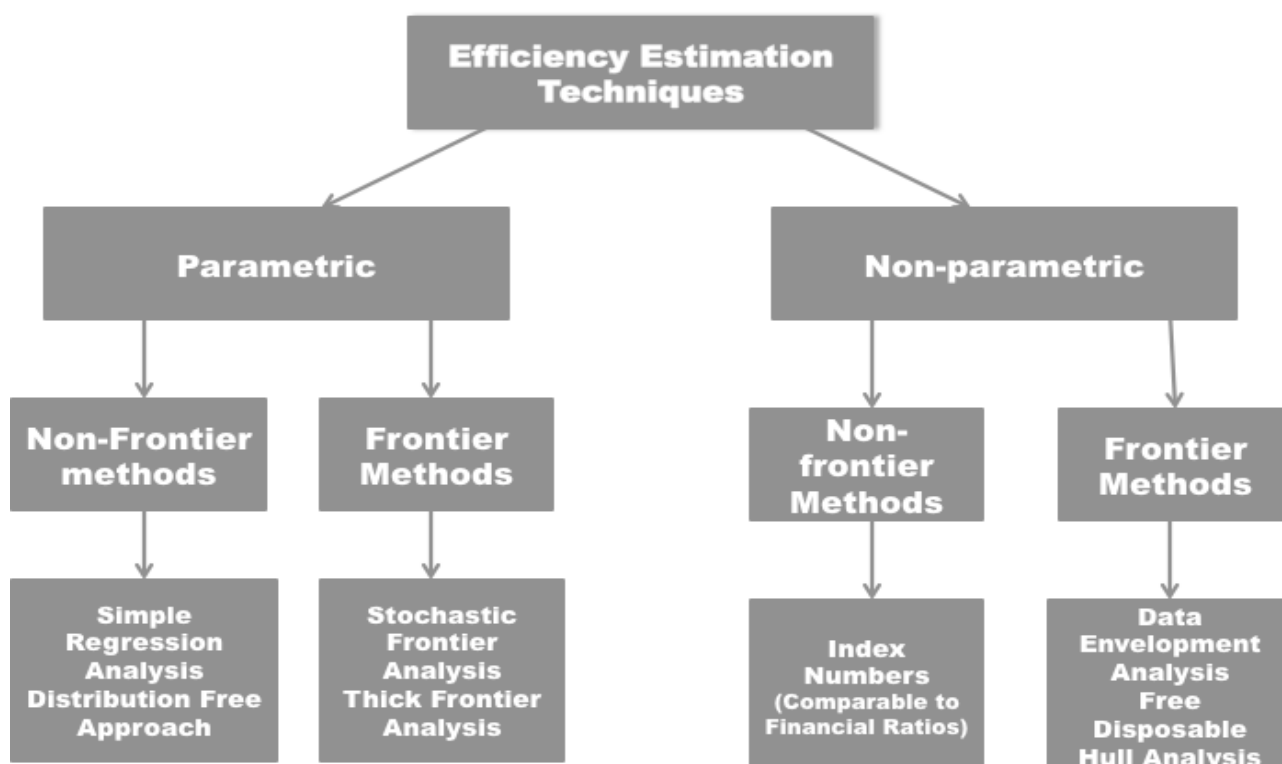 Efficiency Estimation
Techniques
Parametric
Non-parametric
Non-Frontier
methods
Frontier
Methods
Non-
frontier
Methods
Frontier
Methods
Simple
Regression
Analysis
Distribution Free
Approach
Stochastic
Frontier
Analysis
Thick Frontier
Analysis
Index
Numbers
(Comparable to
Financial Ratios)
Data
Envelopment
Analysis
Free
Disposable
Hull Analysis